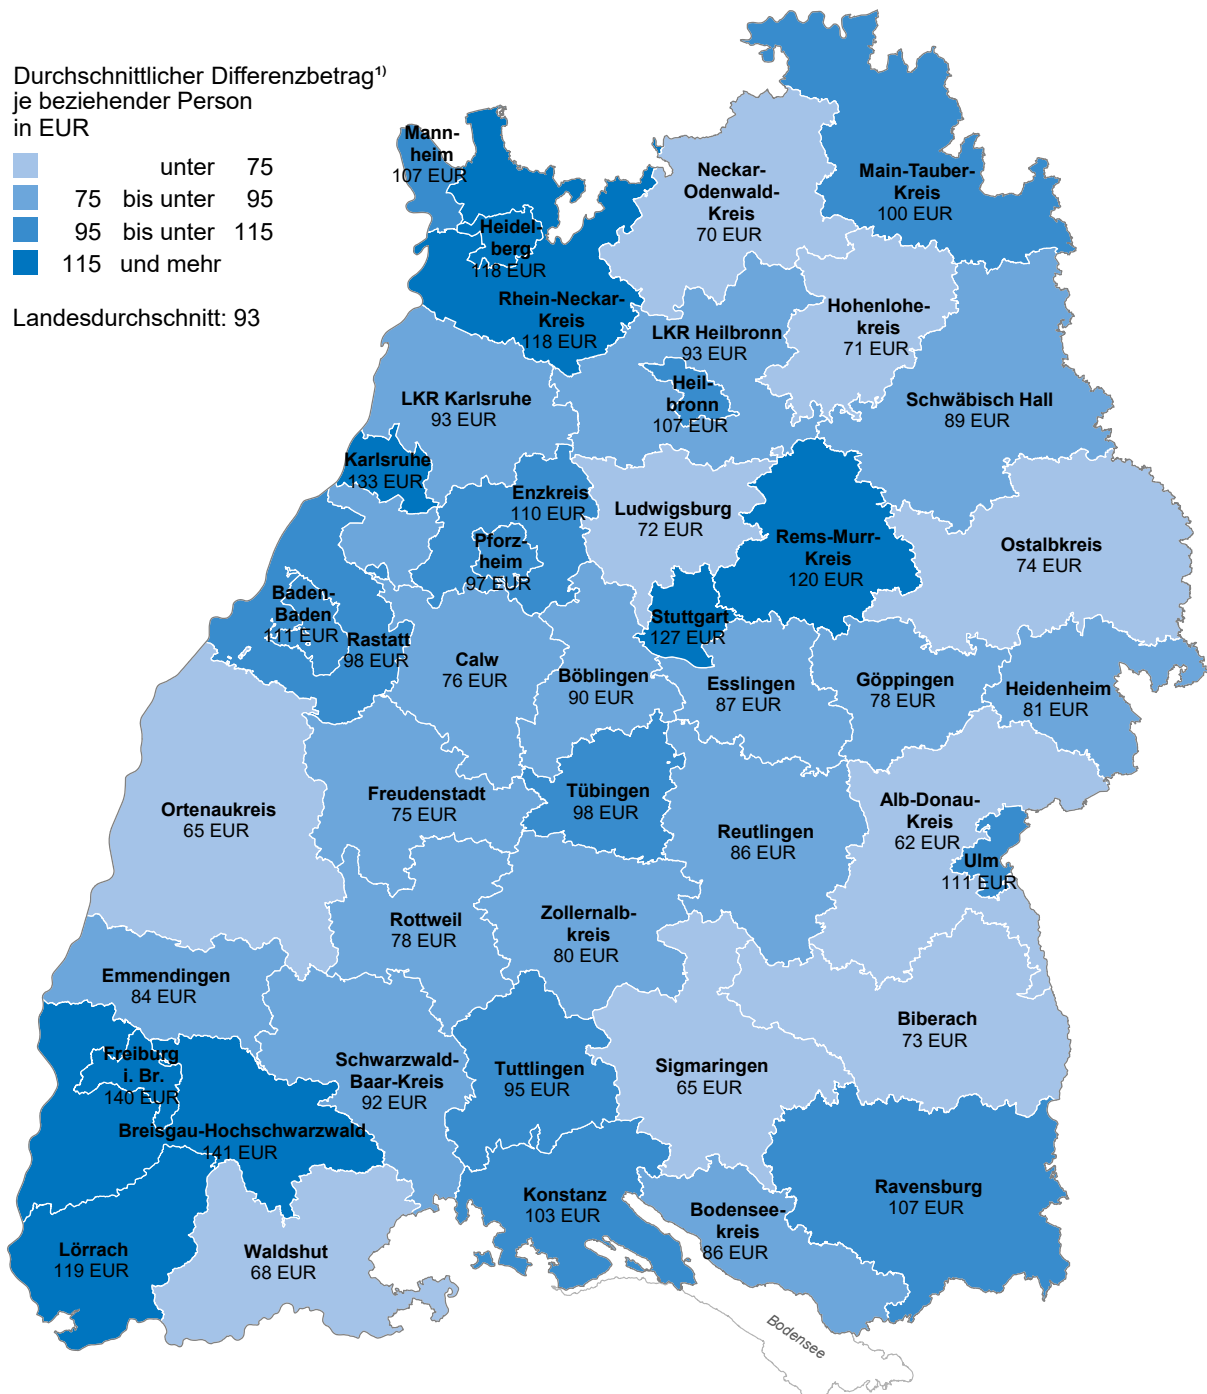 Durchschnittlicher Differenzbetrag¹⁾
je beziehender Person
in EUR
unter 75
75 bis unter 95
95 bis unter 115
115 und mehr
Landesdurchschnitt: 93
Mann-
heim
107 EUR
Neckar-
Odenwald-
Kreis
70 EUR
Main-Tauber-
Kreis
100 EUR
Heidel-
berg
118 EUR
Rhein-Neckar-
Kreis
118 EUR
Hohenlohe-
kreis
71 EUR
LKR Heilbronn
93 EUR
Heil-
bronn
107 EUR
LKR Karlsruhe
93 EUR
Schwäbisch Hall
89 EUR
Karlsruhe
133 EUR
Enzkreis
110 EUR
Ludwigsburg
72 EUR
Rems-Murr-
Kreis
120 EUR
Ostalbkreis
74 EUR
Pforz-
heim
97 EUR
Baden-
Baden
111 EUR
Rastatt
98 EUR
Stuttgart
127 EUR
Calw
76 EUR
Böblingen
90 EUR
Esslingen
87 EUR
Göppingen
78 EUR
Heidenheim
81 EUR
Ortenaukreis
65 EUR
Freudenstadt
75 EUR
Tübingen
98 EUR
Reutlingen
86 EUR
Alb-Donau-
Kreis
62 EUR
Ulm
111 EUR
Rottweil
78 EUR
Zollernalb-
kreis
80 EUR
Emmendingen
84 EUR
Biberach
73 EUR
Freiburg
i. Br.
140 EUR
Schwarzwald-
Baar-Kreis
92 EUR
Tuttlingen
95 EUR
Sigmaringen
65 EUR
Breisgau-Hochschwarzwald
141 EUR
Ravensburg
107 EUR
Konstanz
103 EUR
Bodensee-
kreis
86 EUR
Lörrach
119 EUR
Waldshut
68 EUR
Bodensee